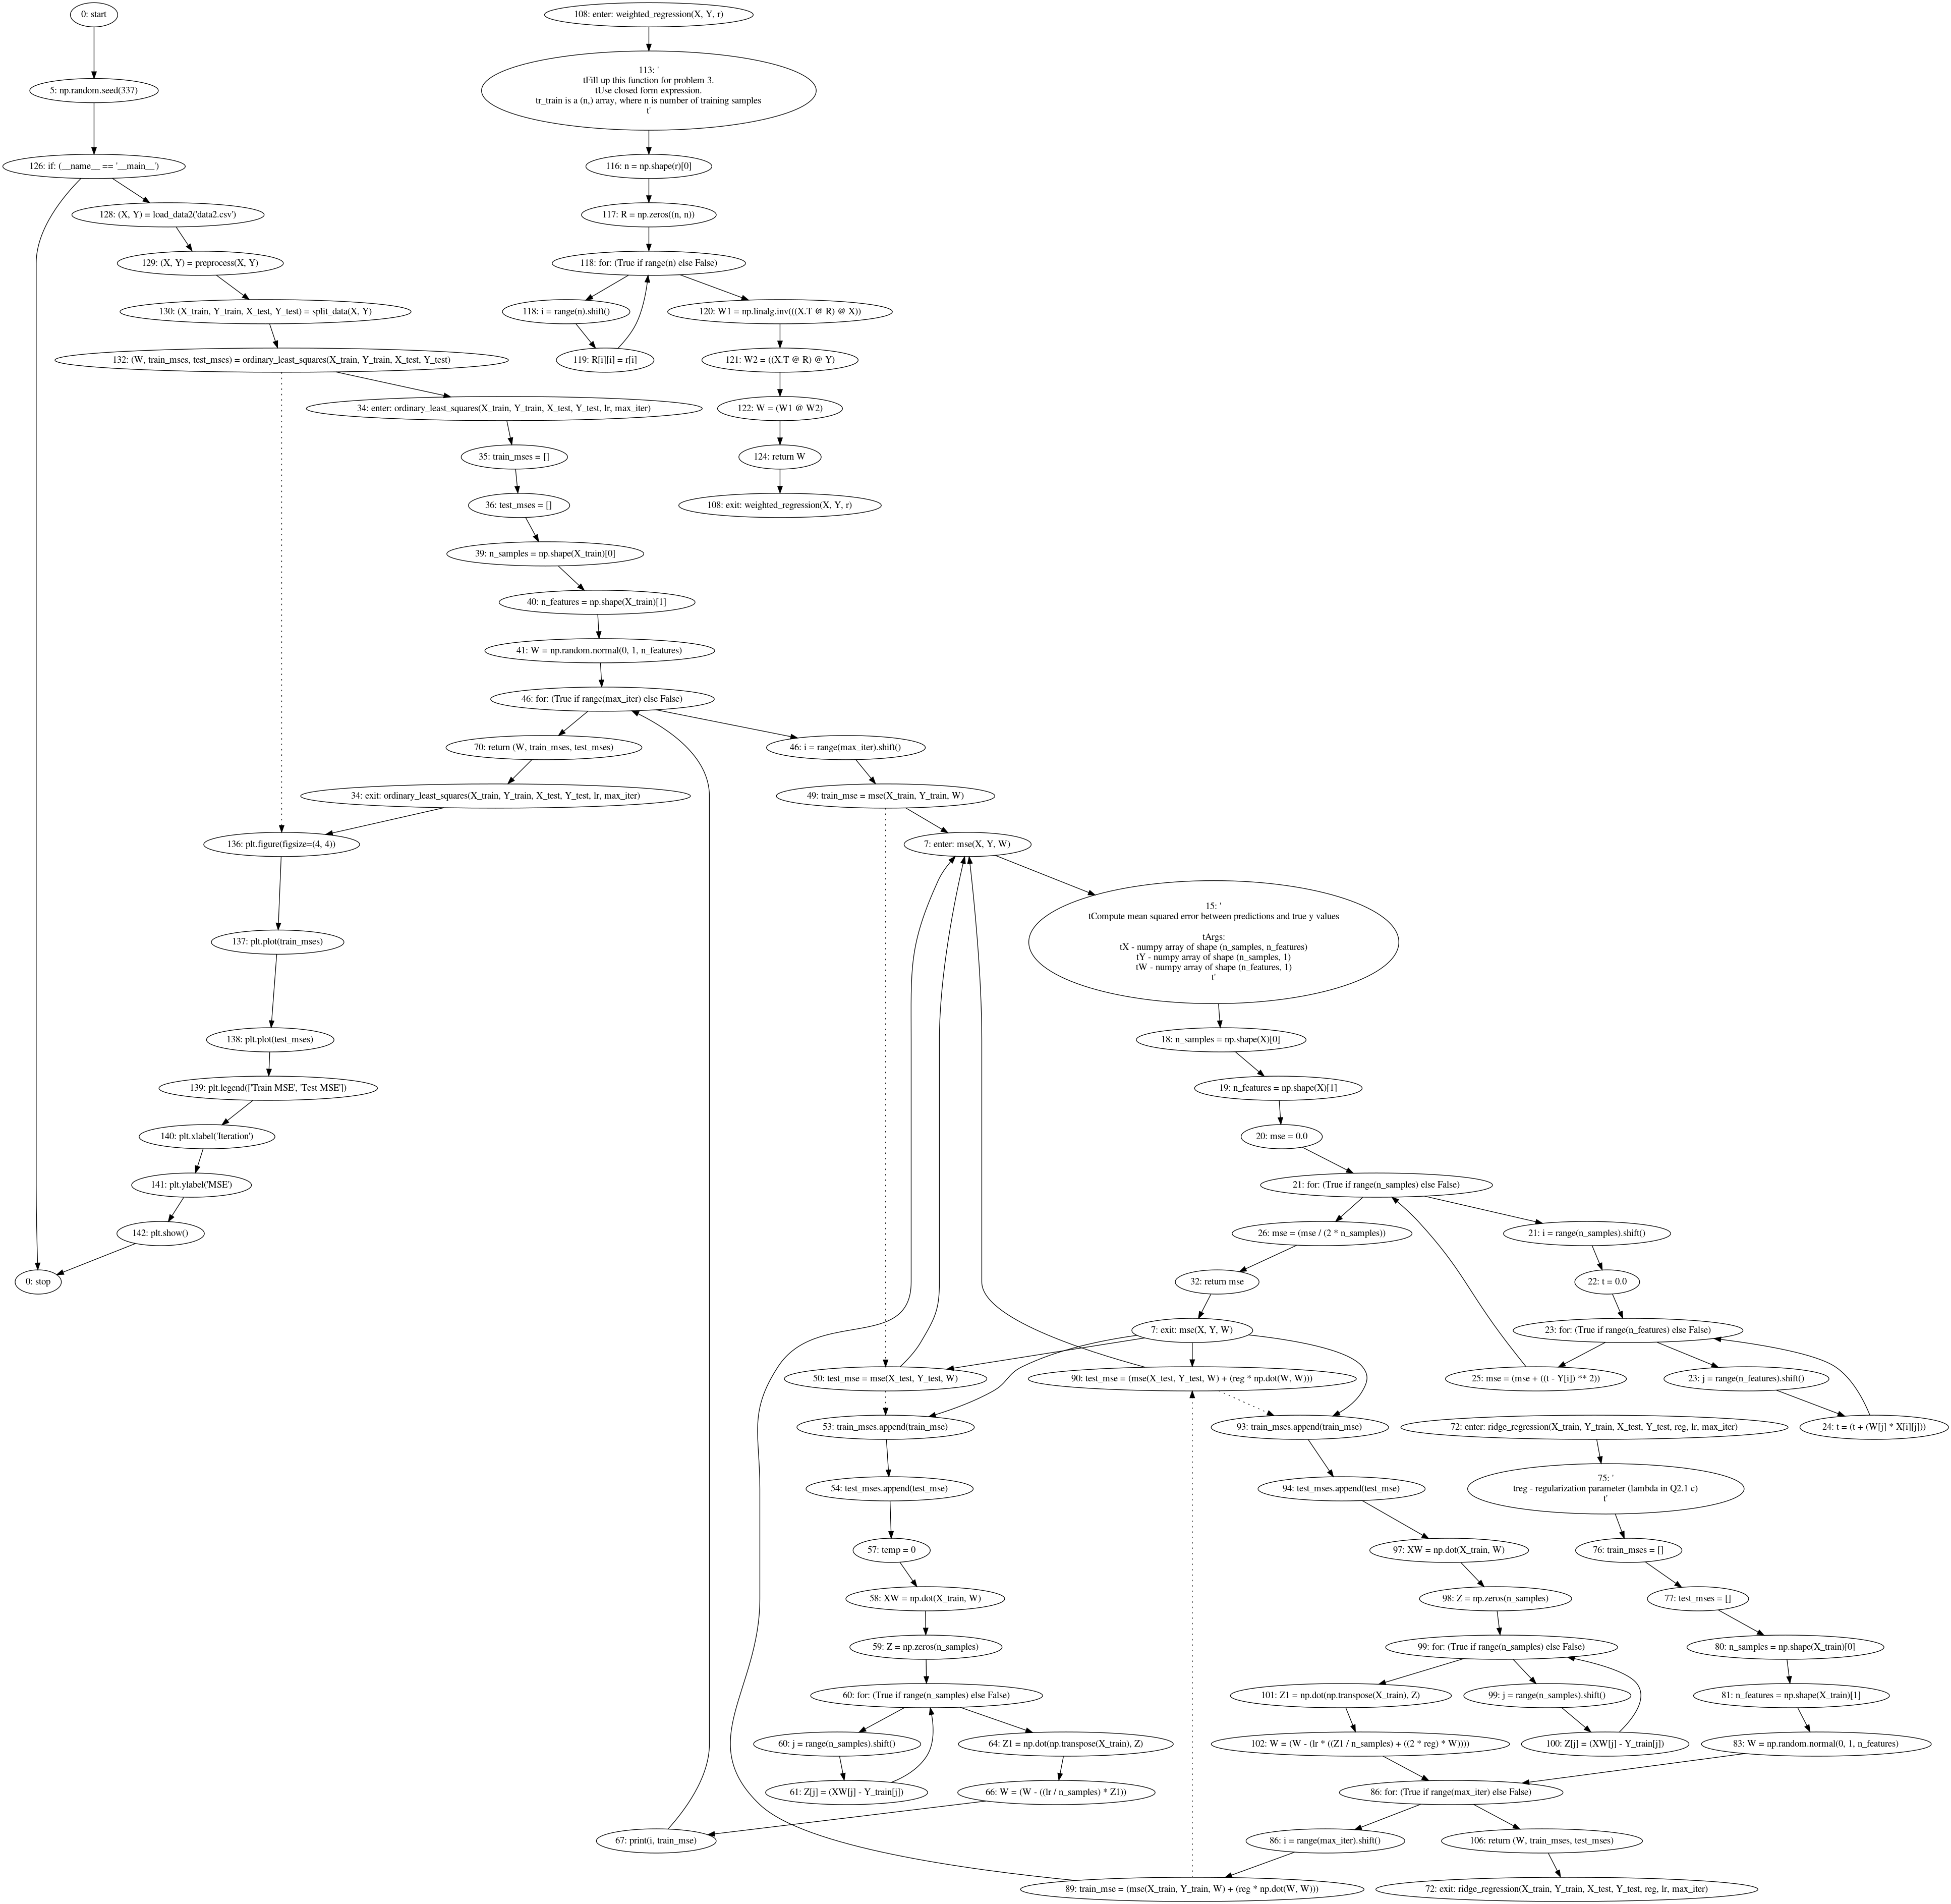 0: start
5: np.random.seed(337)
126: if: (__name__ == '__main__')
128: (X, Y) = load_data2('data2.csv')
129: (X, Y) = preprocess(X, Y)
130: (X_train, Y_train, X_test, Y_test) = split_data(X, Y)
132: (W, train_mses, test_mses) = ordinary_least_squares(X_train, Y_train, X_test, Y_test)
34: enter: ordinary_least_squares(X_train, Y_train, X_test, Y_test, lr, max_iter)
35: train_mses = []
36: test_mses = []
39: n_samples = np.shape(X_train)[0]
40: n_features = np.shape(X_train)[1]
41: W = np.random.normal(0, 1, n_features)
46: for: (True if range(max_iter) else False)
70: return (W, train_mses, test_mses)
34: exit: ordinary_least_squares(X_train, Y_train, X_test, Y_test, lr, max_iter)
136: plt.figure(figsize=(4, 4))
137: plt.plot(train_mses)
138: plt.plot(test_mses)
139: plt.legend(['Train MSE', 'Test MSE'])
140: plt.xlabel('Iteration')
141: plt.ylabel('MSE')
142: plt.show()
0: stop
108: enter: weighted_regression(X, Y, r)
113: '
tFill up this function for problem 3.
tUse closed form expression.
tr_train is a (n,) array, where n is number of training samples
t'
116: n = np.shape(r)[0]
117: R = np.zeros((n, n))
118: for: (True if range(n) else False)
118: i = range(n).shift()
119: R[i][i] = r[i]
120: W1 = np.linalg.inv(((X.T @ R) @ X))
121: W2 = ((X.T @ R) @ Y)
122: W = (W1 @ W2)
124: return W
108: exit: weighted_regression(X, Y, r)
46: i = range(max_iter).shift()
49: train_mse = mse(X_train, Y_train, W)
7: enter: mse(X, Y, W)
15: '
tCompute mean squared error between predictions and true y values
tArgs:
tX - numpy array of shape (n_samples, n_features)
tY - numpy array of shape (n_samples, 1)
tW - numpy array of shape (n_features, 1)
t'
18: n_samples = np.shape(X)[0]
19: n_features = np.shape(X)[1]
20: mse = 0.0
21: for: (True if range(n_samples) else False)
26: mse = (mse / (2 * n_samples))
21: i = range(n_samples).shift()
32: return mse
22: t = 0.0
7: exit: mse(X, Y, W)
23: for: (True if range(n_features) else False)
50: test_mse = mse(X_test, Y_test, W)
90: test_mse = (mse(X_test, Y_test, W) + (reg * np.dot(W, W)))
25: mse = (mse + ((t - Y[i]) ** 2))
23: j = range(n_features).shift()
53: train_mses.append(train_mse)
93: train_mses.append(train_mse)
72: enter: ridge_regression(X_train, Y_train, X_test, Y_test, reg, lr, max_iter)
24: t = (t + (W[j] * X[i][j]))
54: test_mses.append(test_mse)
94: test_mses.append(test_mse)
75: '
treg - regularization parameter (lambda in Q2.1 c)
t'
57: temp = 0
97: XW = np.dot(X_train, W)
76: train_mses = []
58: XW = np.dot(X_train, W)
98: Z = np.zeros(n_samples)
77: test_mses = []
59: Z = np.zeros(n_samples)
99: for: (True if range(n_samples) else False)
80: n_samples = np.shape(X_train)[0]
60: for: (True if range(n_samples) else False)
101: Z1 = np.dot(np.transpose(X_train), Z)
99: j = range(n_samples).shift()
81: n_features = np.shape(X_train)[1]
60: j = range(n_samples).shift()
64: Z1 = np.dot(np.transpose(X_train), Z)
102: W = (W - (lr * ((Z1 / n_samples) + ((2 * reg) * W))))
100: Z[j] = (XW[j] - Y_train[j])
83: W = np.random.normal(0, 1, n_features)
61: Z[j] = (XW[j] - Y_train[j])
66: W = (W - ((lr / n_samples) * Z1))
86: for: (True if range(max_iter) else False)
67: print(i, train_mse)
86: i = range(max_iter).shift()
106: return (W, train_mses, test_mses)
89: train_mse = (mse(X_train, Y_train, W) + (reg * np.dot(W, W)))
72: exit: ridge_regression(X_train, Y_train, X_test, Y_test, reg, lr, max_iter)